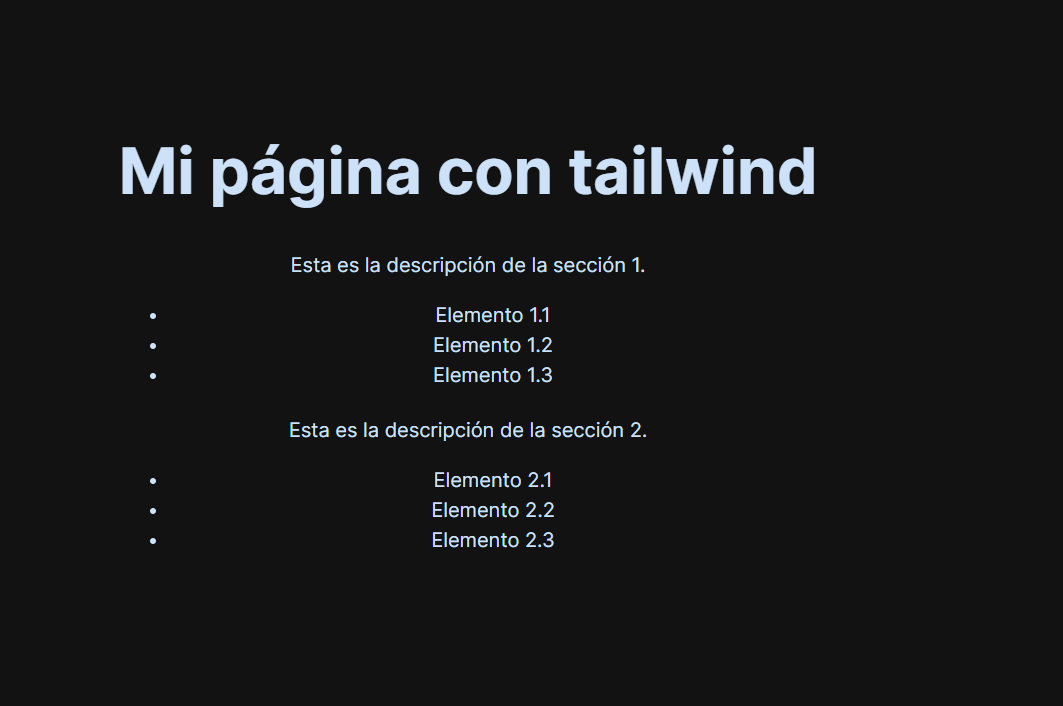 Mi página con tailwind
Esta es la descripción de la sección 1.
• Elemento 1.1
• Elemento 1.2
• Elemento 1.3
Esta es la descripción de la sección 2.
• Elemento 2.1
• Elemento 2.2
• Elemento 2.3